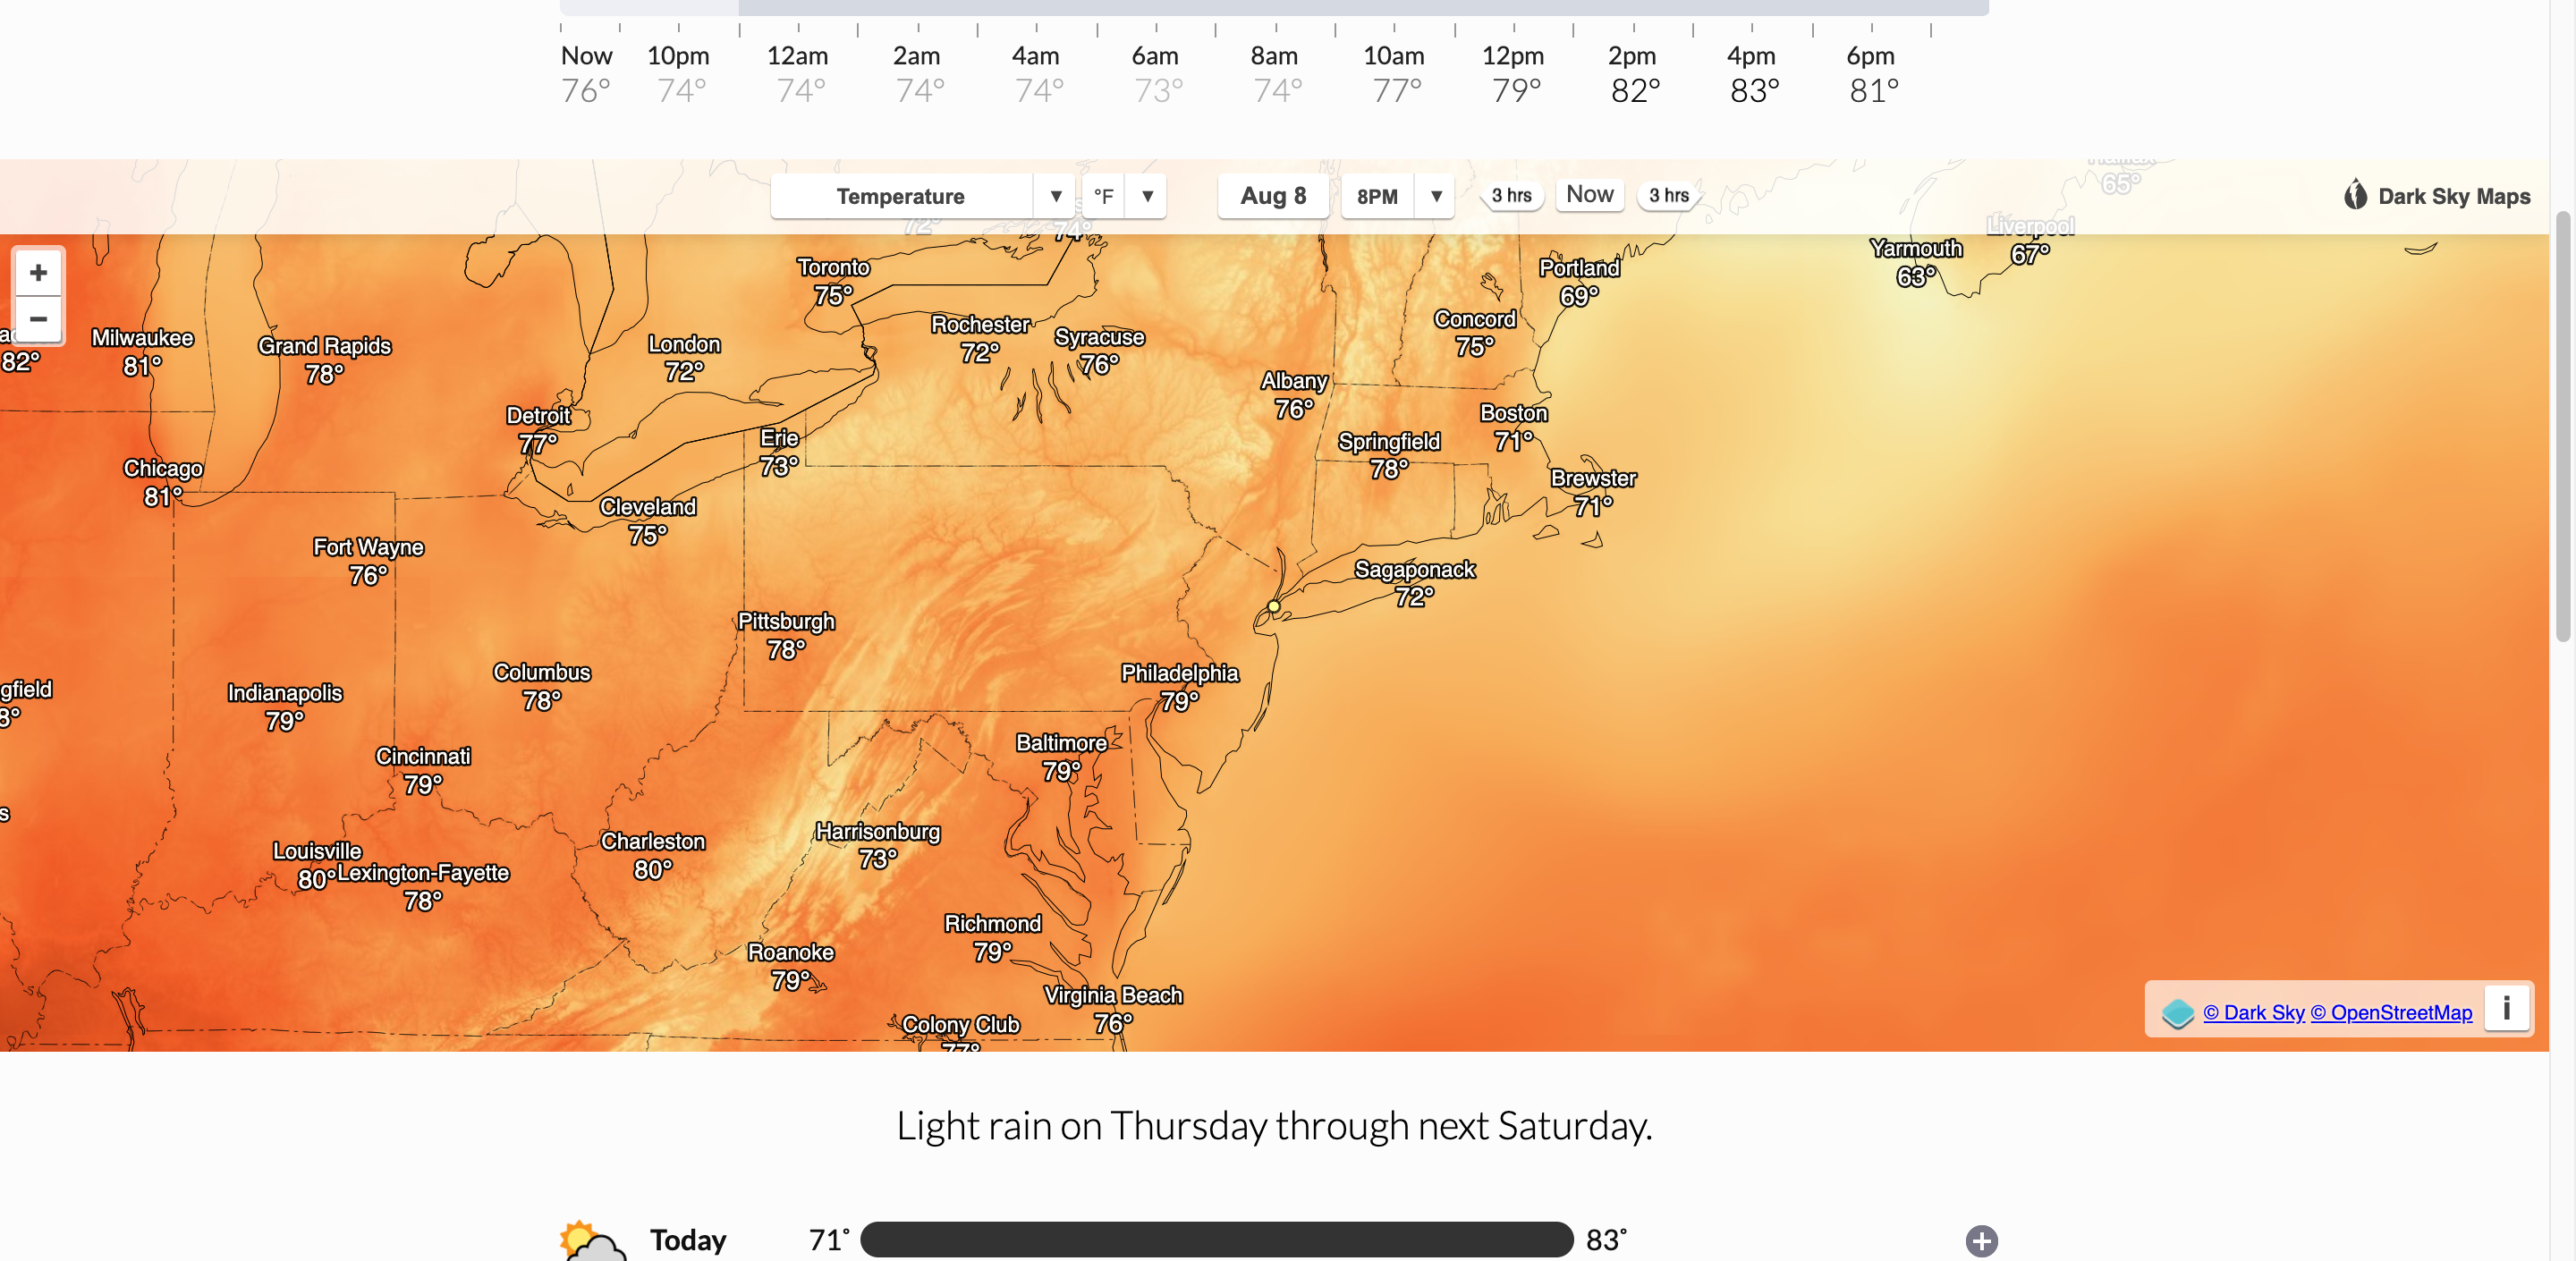 Now 10pm 12am 2am 4am 6am 8am 10am 12pm 2pm 4pm 6pm
76° 74° 74° 74° 74° 73° 74° 77° 79° 82° 83° 81°
65°
Temperature ▼ °F ▼ Aug 8 8PM ▼ 3 hrs Now 3 hrs
Dark Sky Maps
72°
74°
Liverpool
67°
Yarmouth
63°
+
−
Toronto
75°
Portland
69°
82°
Milwaukee
81°
Grand Rapids
78°
London
72°
Rochester
72°
Syracuse
76°
Concord
75°
Albany
76°
Detroit
77°
Boston
71°
Erie
73°
Springfield
78°
Chicago
81°
Brewster
71°
Cleveland
75°
Fort Wayne
76°
Sagaponack
72°
Pittsburgh
78°
Columbus
78°
Philadelphia
79°
gfield
8°
Indianapolis
79°
Baltimore
79°
Cincinnati
79°
s
Harrisonburg
73°
Charleston
80°
Louisville
80°
Lexington-Fayette
78°
Richmond
79°
Roanoke
79°
Virginia Beach
76°
Colony Club
77°
© Dark Sky © OpenStreetMap i
Light rain on Thursday through next Saturday.
Today 71° 83° +